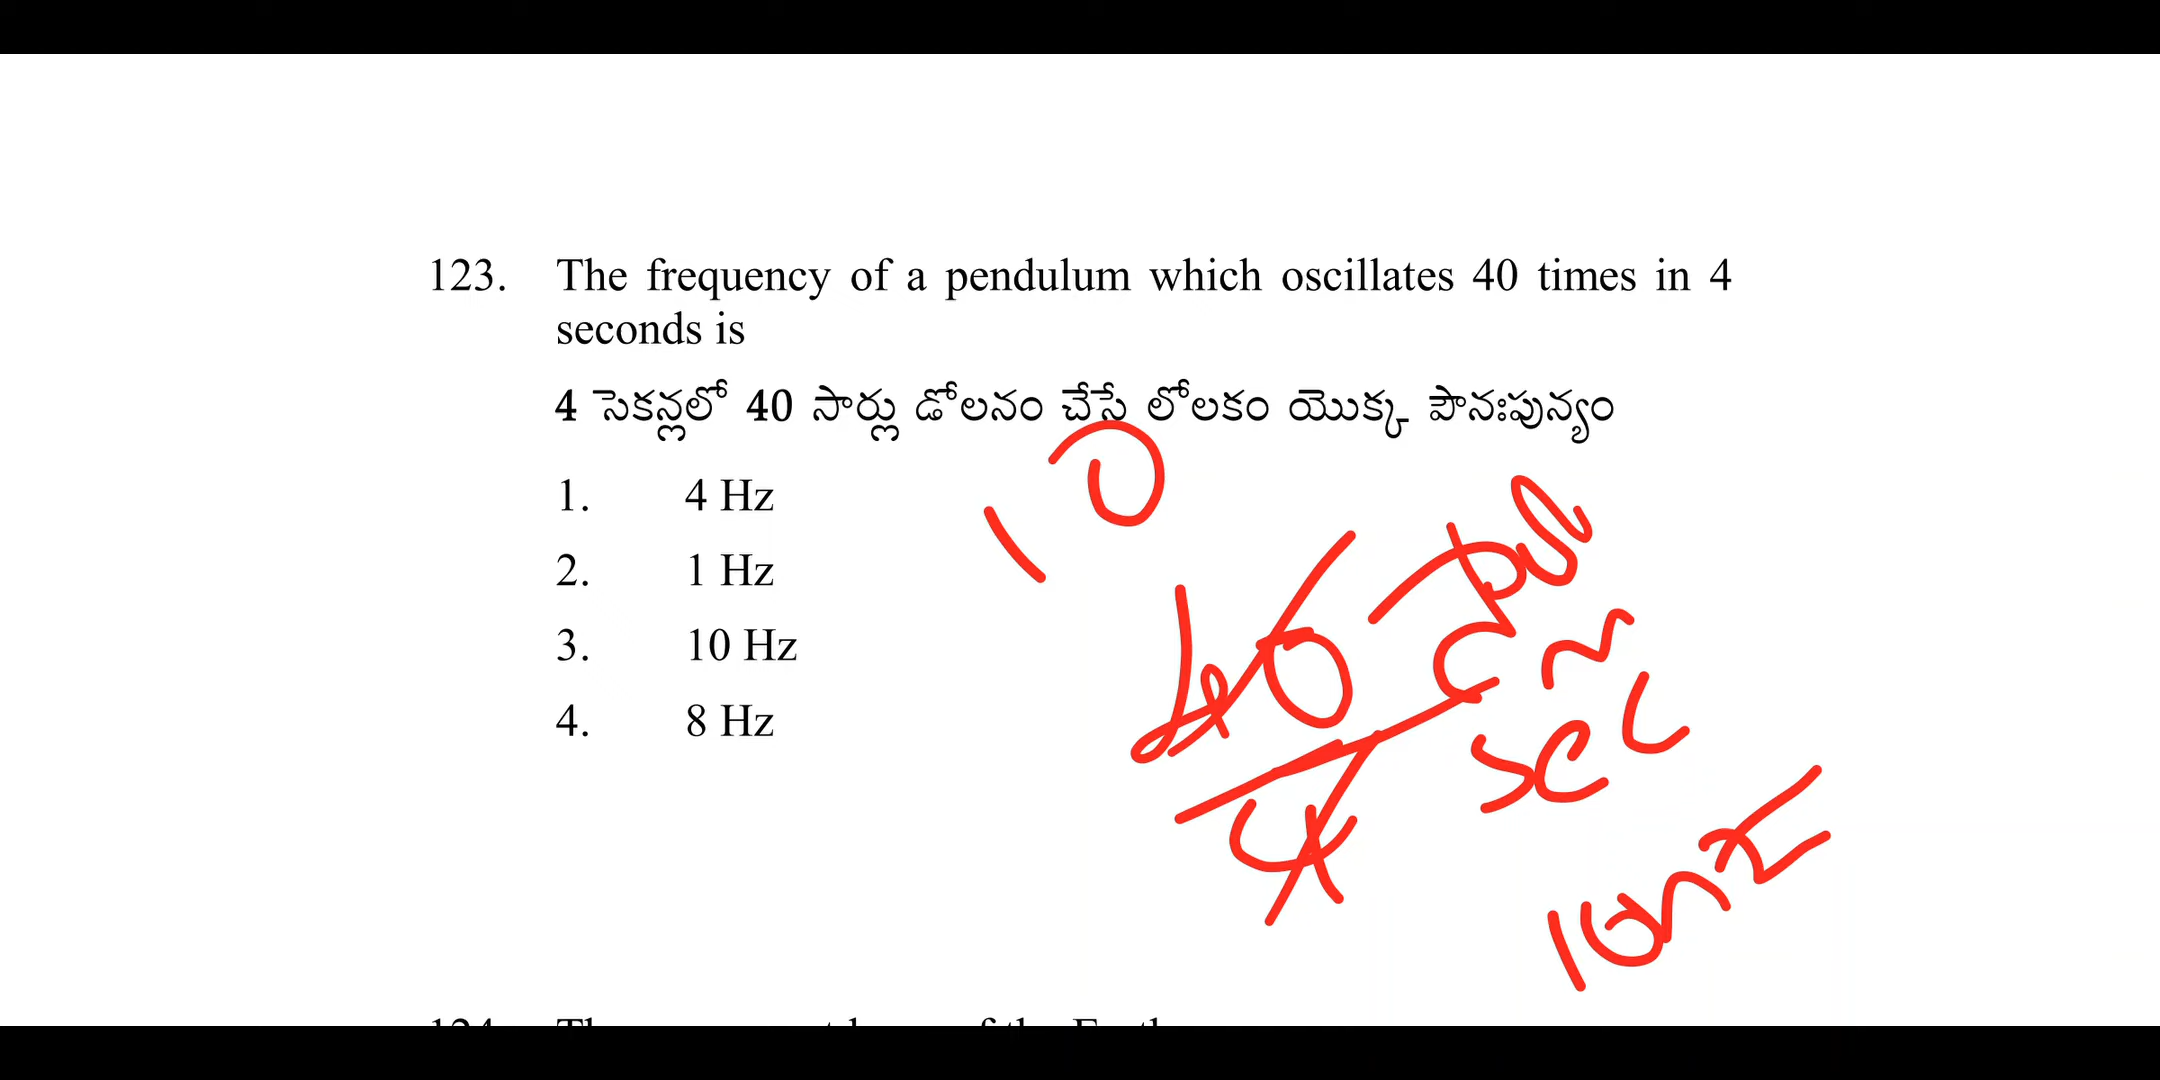 123. The frequency of a pendulum which oscillates 40 times in 4
seconds is
4 సెకన్లలో 40 సార్లు డోలనం చేసే లోలకం యొక్క పౌనఃపున్యం
1. 4 Hz
2. 1 Hz
3. 10 Hz
4. 8 Hz
10
40
4
sec
10HZ